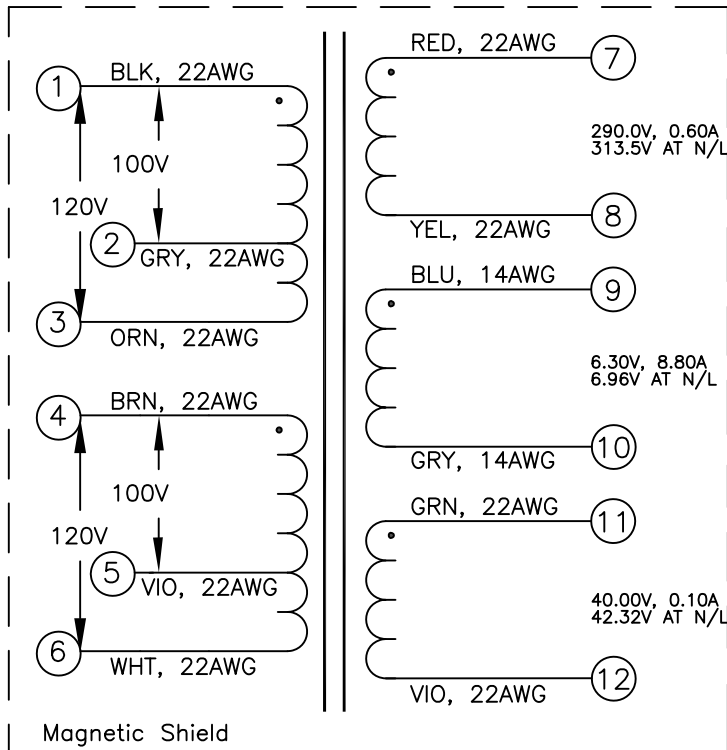 1
BLK, 22AWG
100V
120V
2
GRY, 22AWG
3
ORN, 22AWG
4
BRN, 22AWG
100V
120V
5
VIO, 22AWG
6
WHT, 22AWG
Magnetic Shield
RED, 22AWG
7
290.0V, 0.60A
313.5V AT N/L
8
YEL, 22AWG
BLU, 14AWG
9
6.30V, 8.80A
6.96V AT N/L
10
GRY, 14AWG
GRN, 22AWG
11
40.00V, 0.10A
42.32V AT N/L
12
VIO, 22AWG